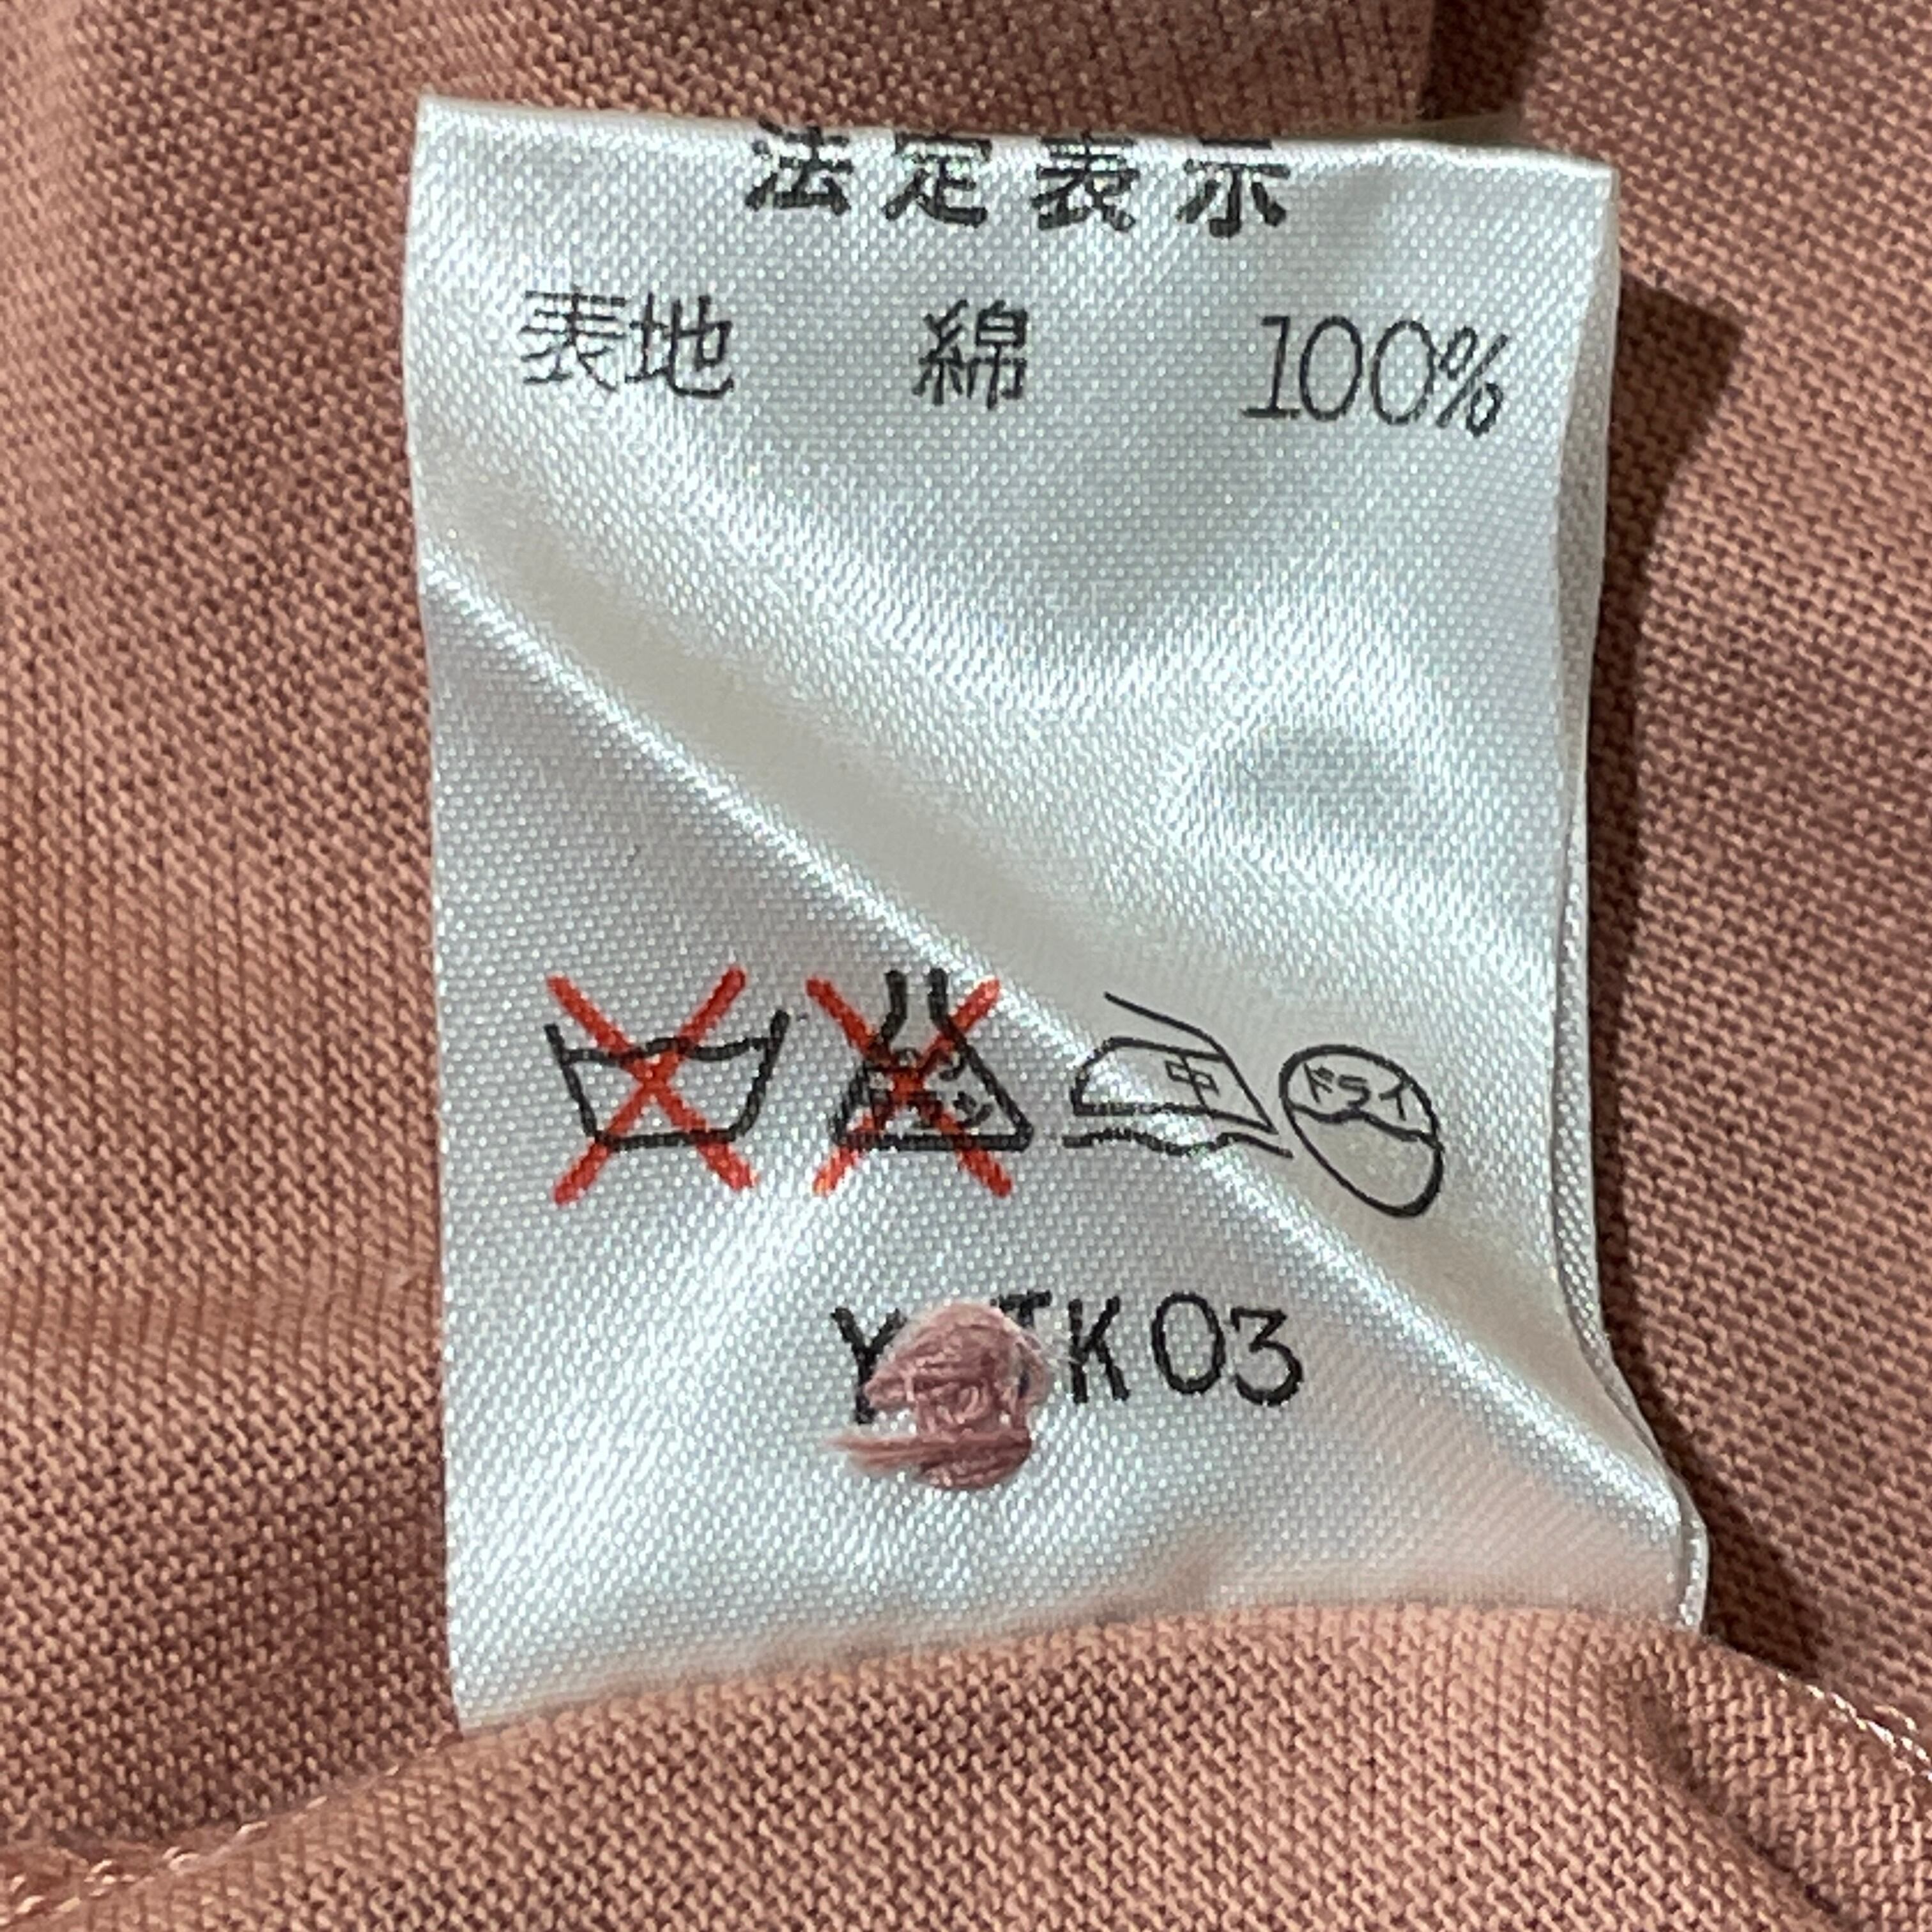 法定表示
表地 綿 100%
中 ドライ
K03